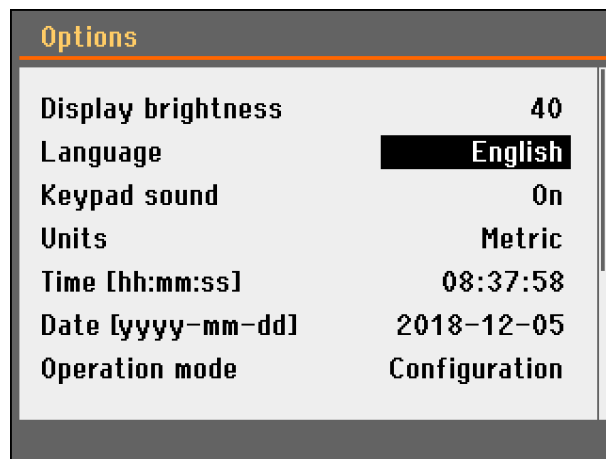 Options
Display brightness 40
Language English
Keypad sound On
Units Metric
Time [hh:mm:ss] 08:37:58
Date [yyyy-mm-dd] 2018-12-05
Operation mode Configuration